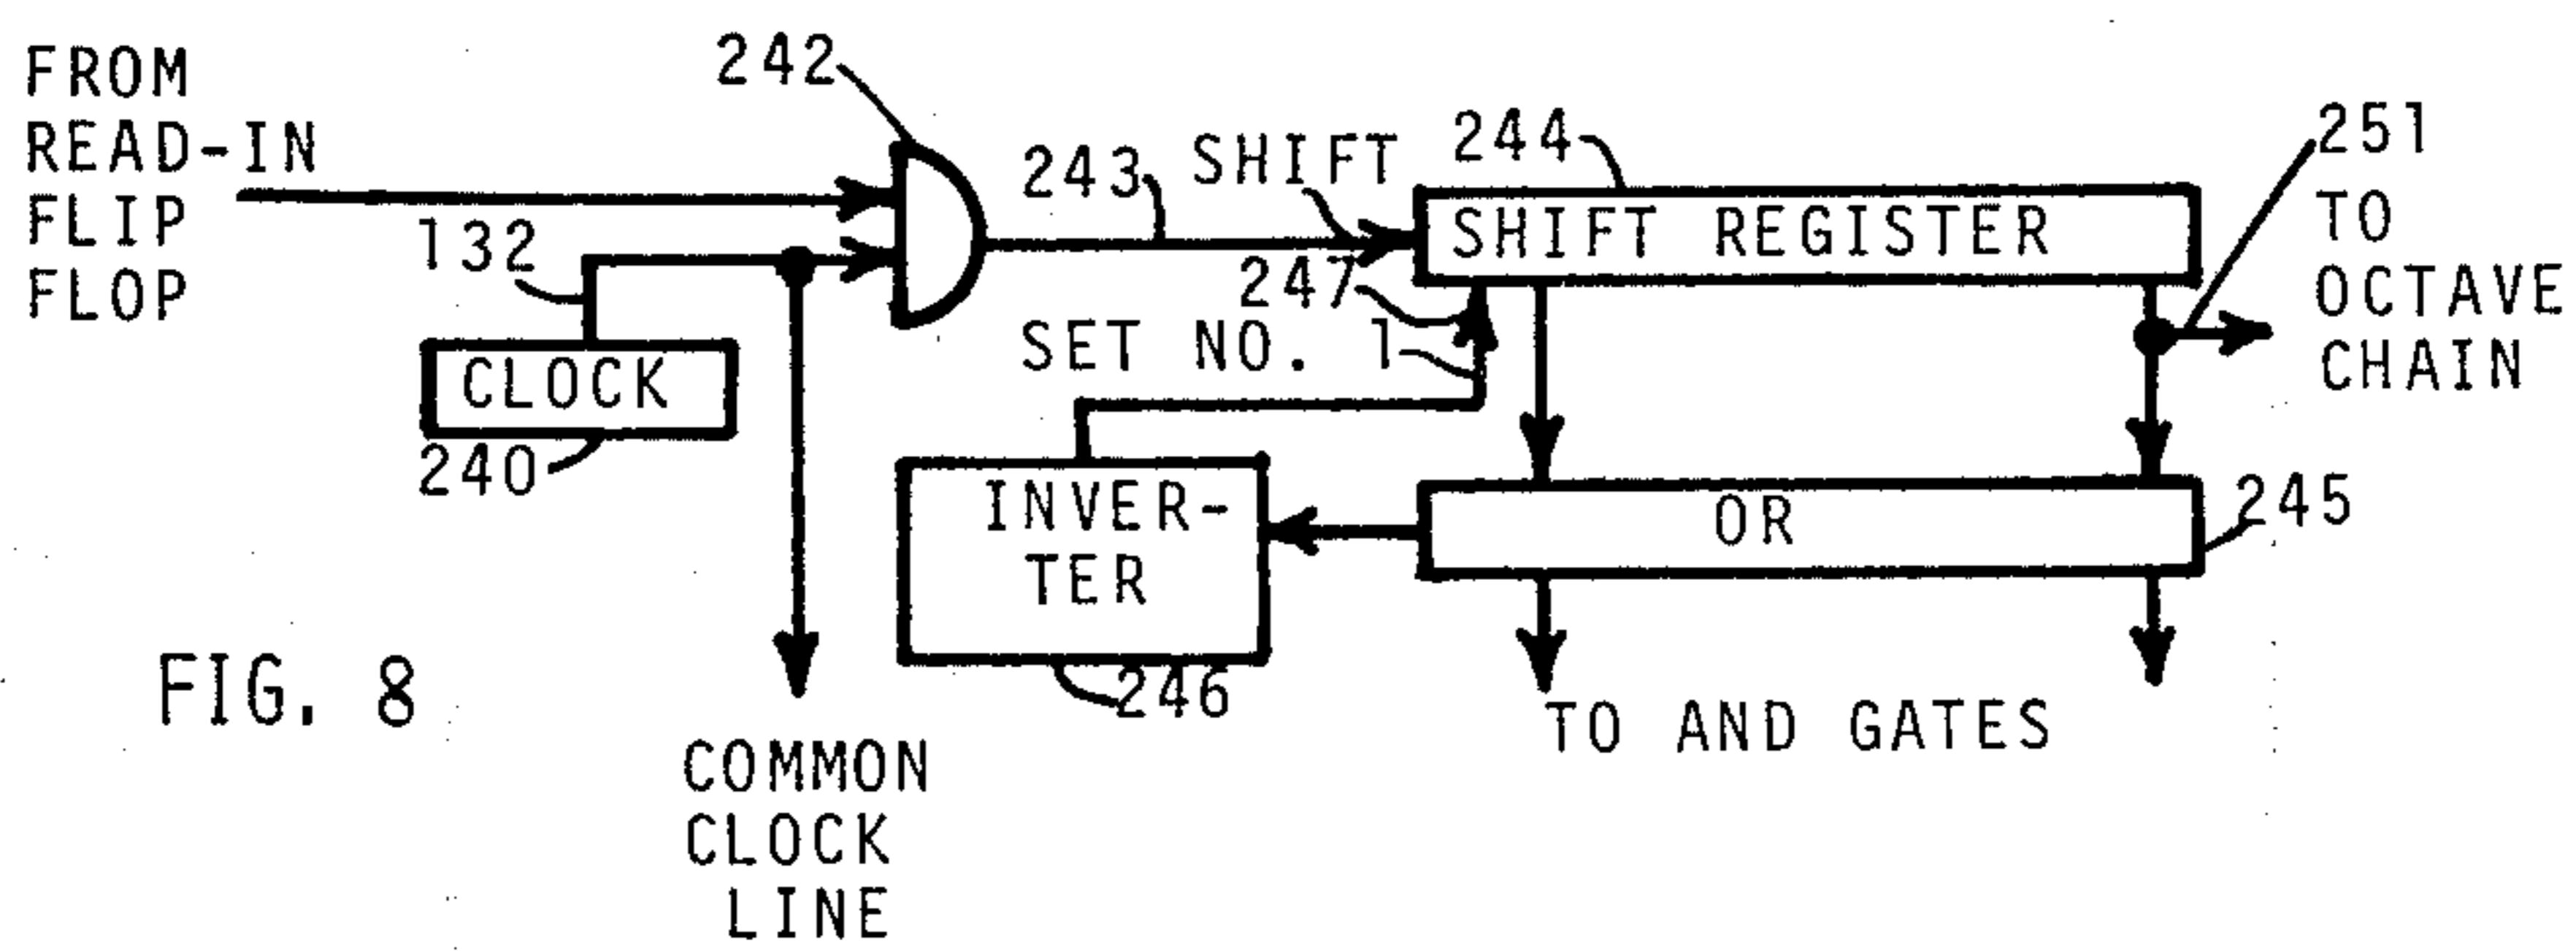 FROM
READ-IN
FLIP
FLOP
242
132
CLOCK
240
243
SHIFT
244
SHIFT REGISTER
247
SET NO. 1
251
TO
OCTAVE
CHAIN
INVER-
TER
246
OR
245
TO AND GATES
COMMON
CLOCK
LINE
FIG. 8